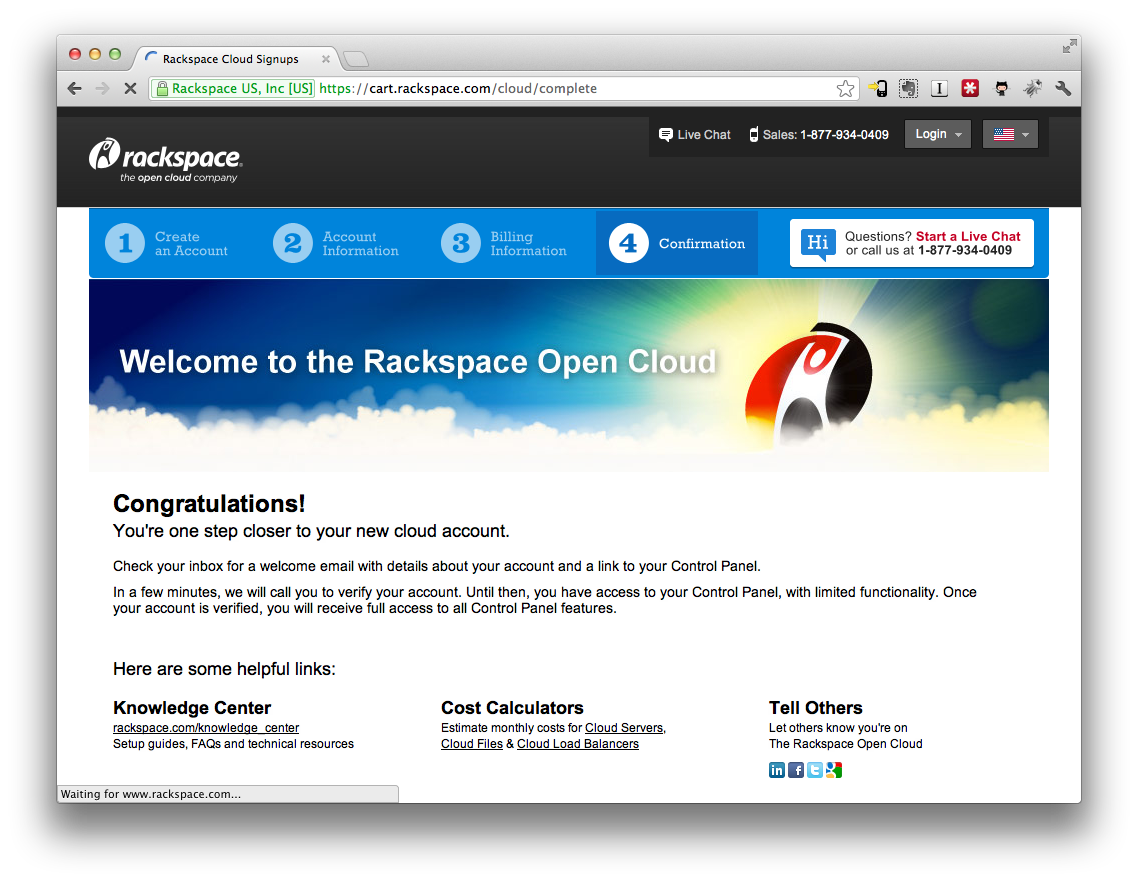 Rackspace Cloud Signups
Rackspace US, Inc [US] https://cart.rackspace.com/cloud/complete
Live Chat Sales: 1-877-934-0409 Login
rackspace
the open cloud company
1 Create an Account
2 Account Information
3 Billing Information
4 Confirmation
Hi
Questions? Start a Live Chat
or call us at 1-877-934-0409
Welcome to the Rackspace Open Cloud
Congratulations!
You're one step closer to your new cloud account.
Check your inbox for a welcome email with details about your account and a link to your Control Panel.
In a few minutes, we will call you to verify your account. Until then, you have access to your Control Panel, with limited functionality. Once
your account is verified, you will receive full access to all Control Panel features.
Here are some helpful links:
Knowledge Center
rackspace.com/knowledge_center
Setup guides, FAQs and technical resources
Cost Calculators
Estimate monthly costs for Cloud Servers,
Cloud Files & Cloud Load Balancers
Tell Others
Let others know you're on
The Rackspace Open Cloud
Waiting for www.rackspace.com...